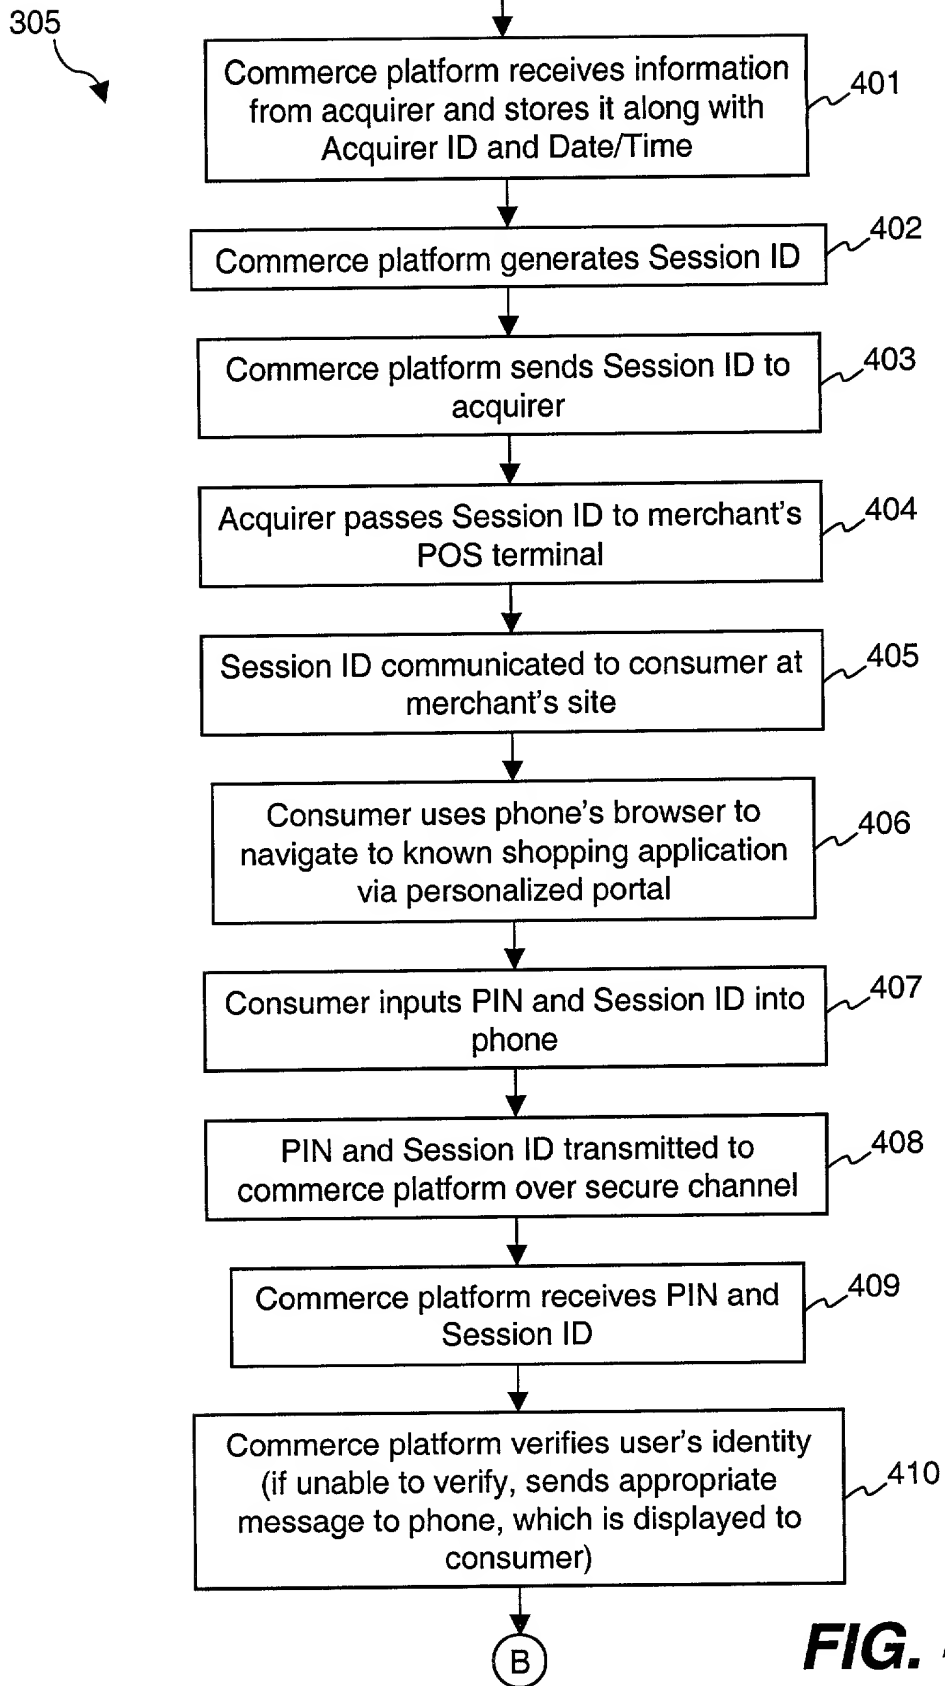 305
Commerce platform receives information
from acquirer and stores it along with
Acquirer ID and Date/Time
401
Commerce platform generates Session ID
402
Commerce platform sends Session ID to
acquirer
403
Acquirer passes Session ID to merchant's
POS terminal
404
Session ID communicated to consumer at
merchant's site
405
Consumer uses phone's browser to
navigate to known shopping application
via personalized portal
406
Consumer inputs PIN and Session ID into
phone
407
PIN and Session ID transmitted to
commerce platform over secure channel
408
Commerce platform receives PIN and
Session ID
409
Commerce platform verifies user's identity
(if unable to verify, sends appropriate
message to phone, which is displayed to
consumer)
410
B
FIG.